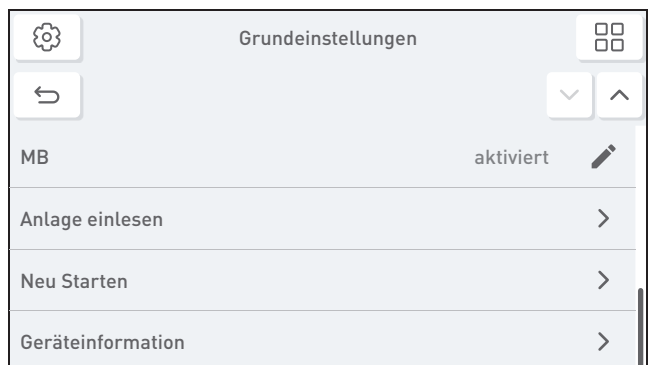 Grundeinstellungen
MB aktiviert
Anlage einlesen
Neu Starten
Geräteinformation